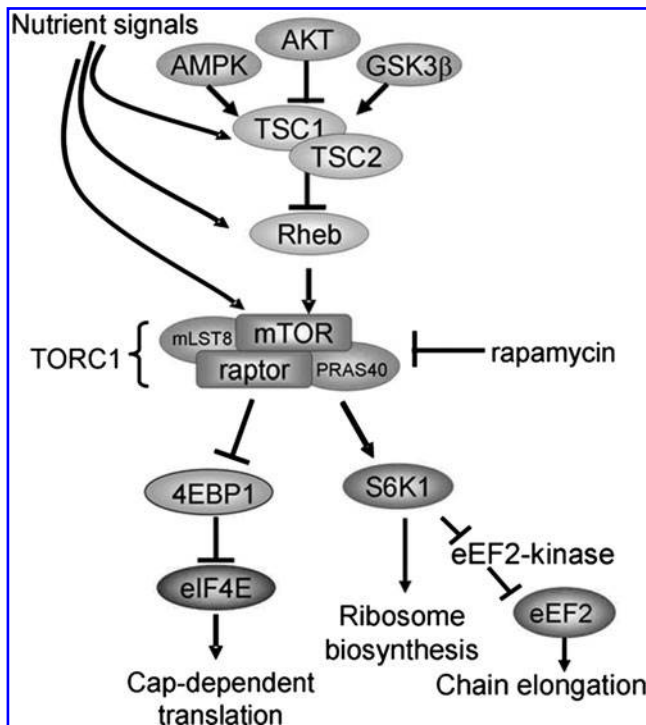 Nutrient signals
AKT
AMPK
GSK3β
TSC1
TSC2
Rheb
mLST8
mTOR
TORC1
raptor
PRAS40
rapamycin
4EBP1
S6K1
eEF2-kinase
eIF4E
eEF2
Ribosome
biosynthesis
Chain elongation
Cap-dependent
translation